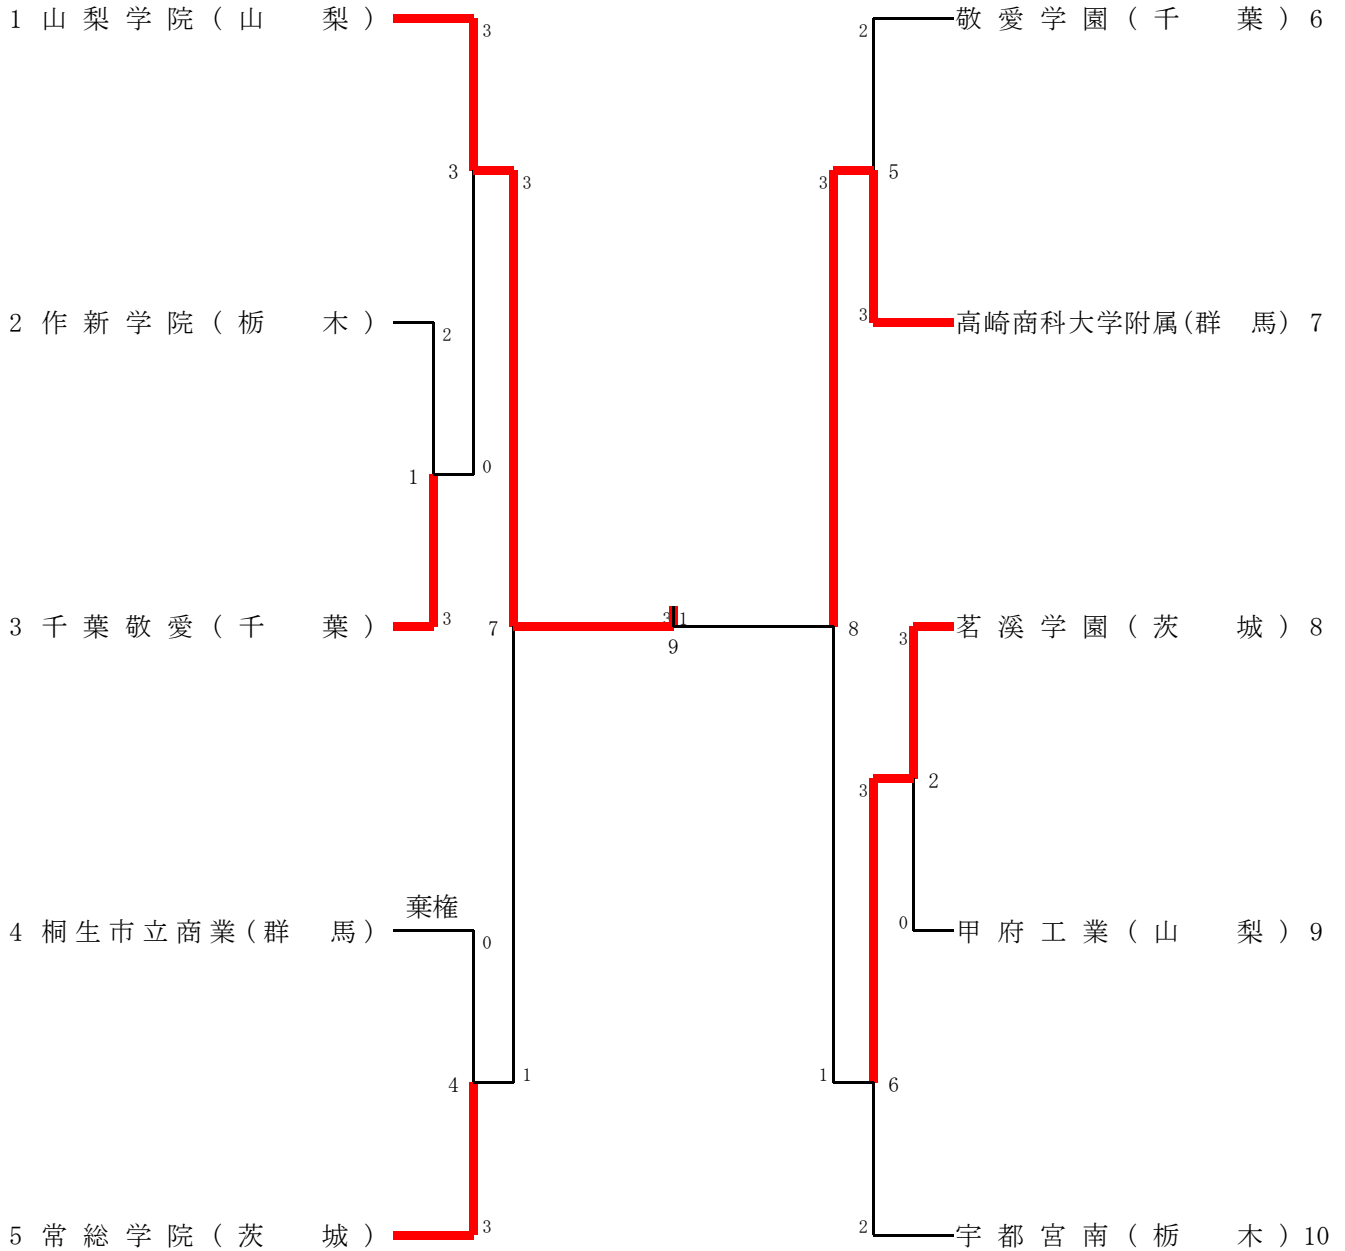 1 山梨学院(山 梨)
3
2
敬愛学園(千 葉) 6
3
3
3
5
2 作新学院(栃 木)
2
3
高崎商科大学附属(群 馬) 7
1
0
3 千葉敬愛(千 葉)
3
7
3 1
9
8
3
茗溪学園(茨 城) 8
3
2
棄権
4 桐生市立商業(群 馬)
0
0
甲府工業(山 梨) 9
4
1
1
6
5 常総学院(茨 城)
3
2
宇都宮南(栃 木) 10